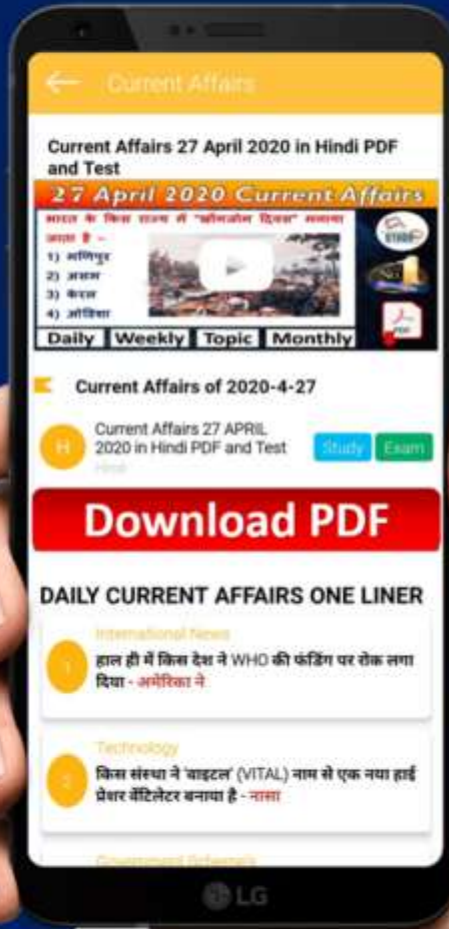 Current Affairs
Current Affairs 27 April 2020 in Hindi PDF
and Test
27 April 2020 Current Affairs
भारत के किस राज्य में "खोंगजोम दिवस" मनाया
जाता है -
1) मणिपुर
2) असम
3) केरल
4) ओडिशा
STUDY
PDF
Daily Weekly Topic Monthly
Current Affairs of 2020-4-27
H
Current Affairs 27 APRIL
2020 in Hindi PDF and Test
Hindi
Study Exam
Download PDF
DAILY CURRENT AFFAIRS ONE LINER
International News
1
हाल ही में किस देश ने WHO की फंडिंग पर रोक लगा
दिया - अमेरिका ने
Technology
2
किस संस्था ने 'वाइटल' (VITAL) नाम से एक नया हाई
प्रेशर वेंटिलेटर बनाया है - नासा
Government Scheme's
LG